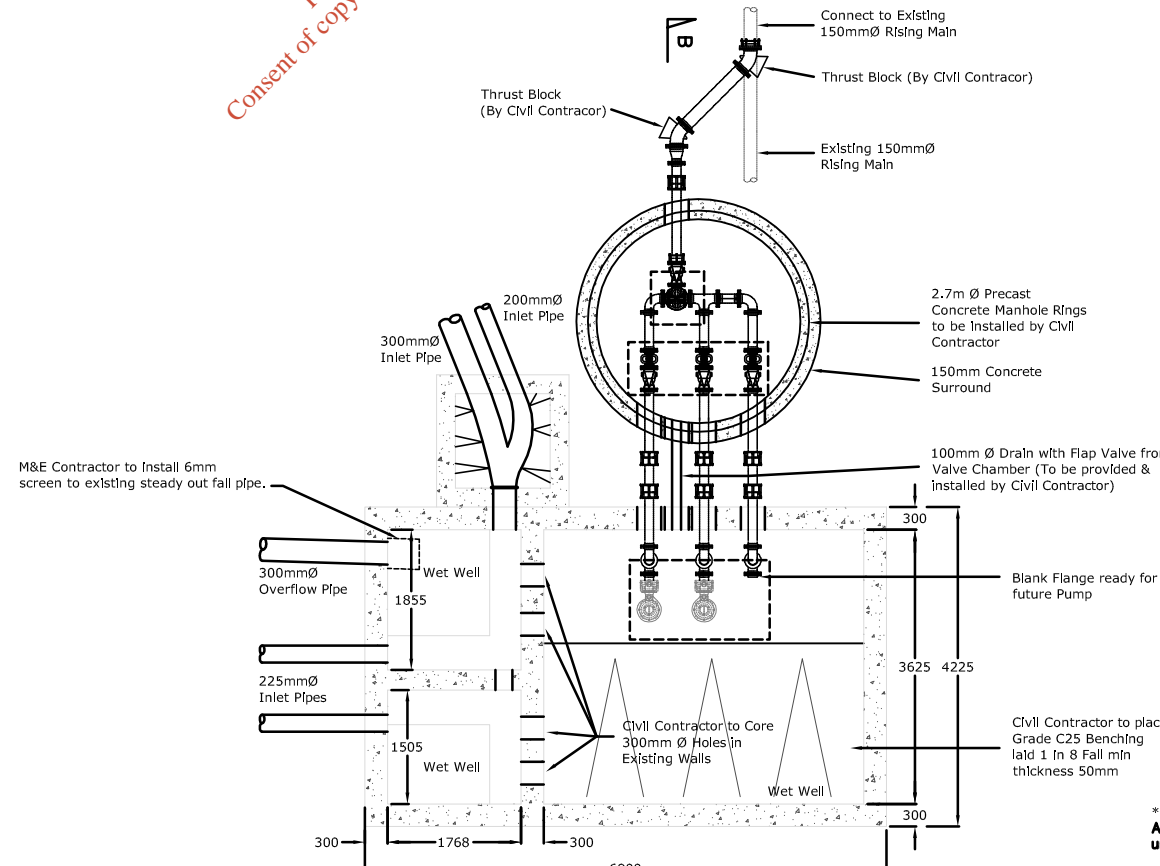 Consent of copy
B
Connect to Existing
150mmØ Rising Main
Thrust Block (By Civil Contracor)
Thrust Block
(By Civil Contracor)
Existing 150mmØ
Rising Main
200mmØ
Inlet Pipe
300mmØ
Inlet Pipe
2.7m Ø Precast
Concrete Manhole Rings
to be installed by Civil
Contractor
150mm Concrete
Surround
M&E Contractor to install 6mm
screen to existing steady out fall pipe.
100mm Ø Drain with Flap Valve from
Valve Chamber (To be provided &
installed by Civil Contractor)
300
300mmØ
Overflow Pipe
Wet Well
1855
Blank Flange ready for
future Pump
3625
4225
225mmØ
Inlet Pipes
1505
Wet Well
Civil Contractor to Core
300mm Ø Holes in
Existing Walls
Wet Well
Civil Contractor to plac
Grade C25 Benching
laid 1 in 8 Fall min
thickness 50mm
300
300
1768
300
*
A
u